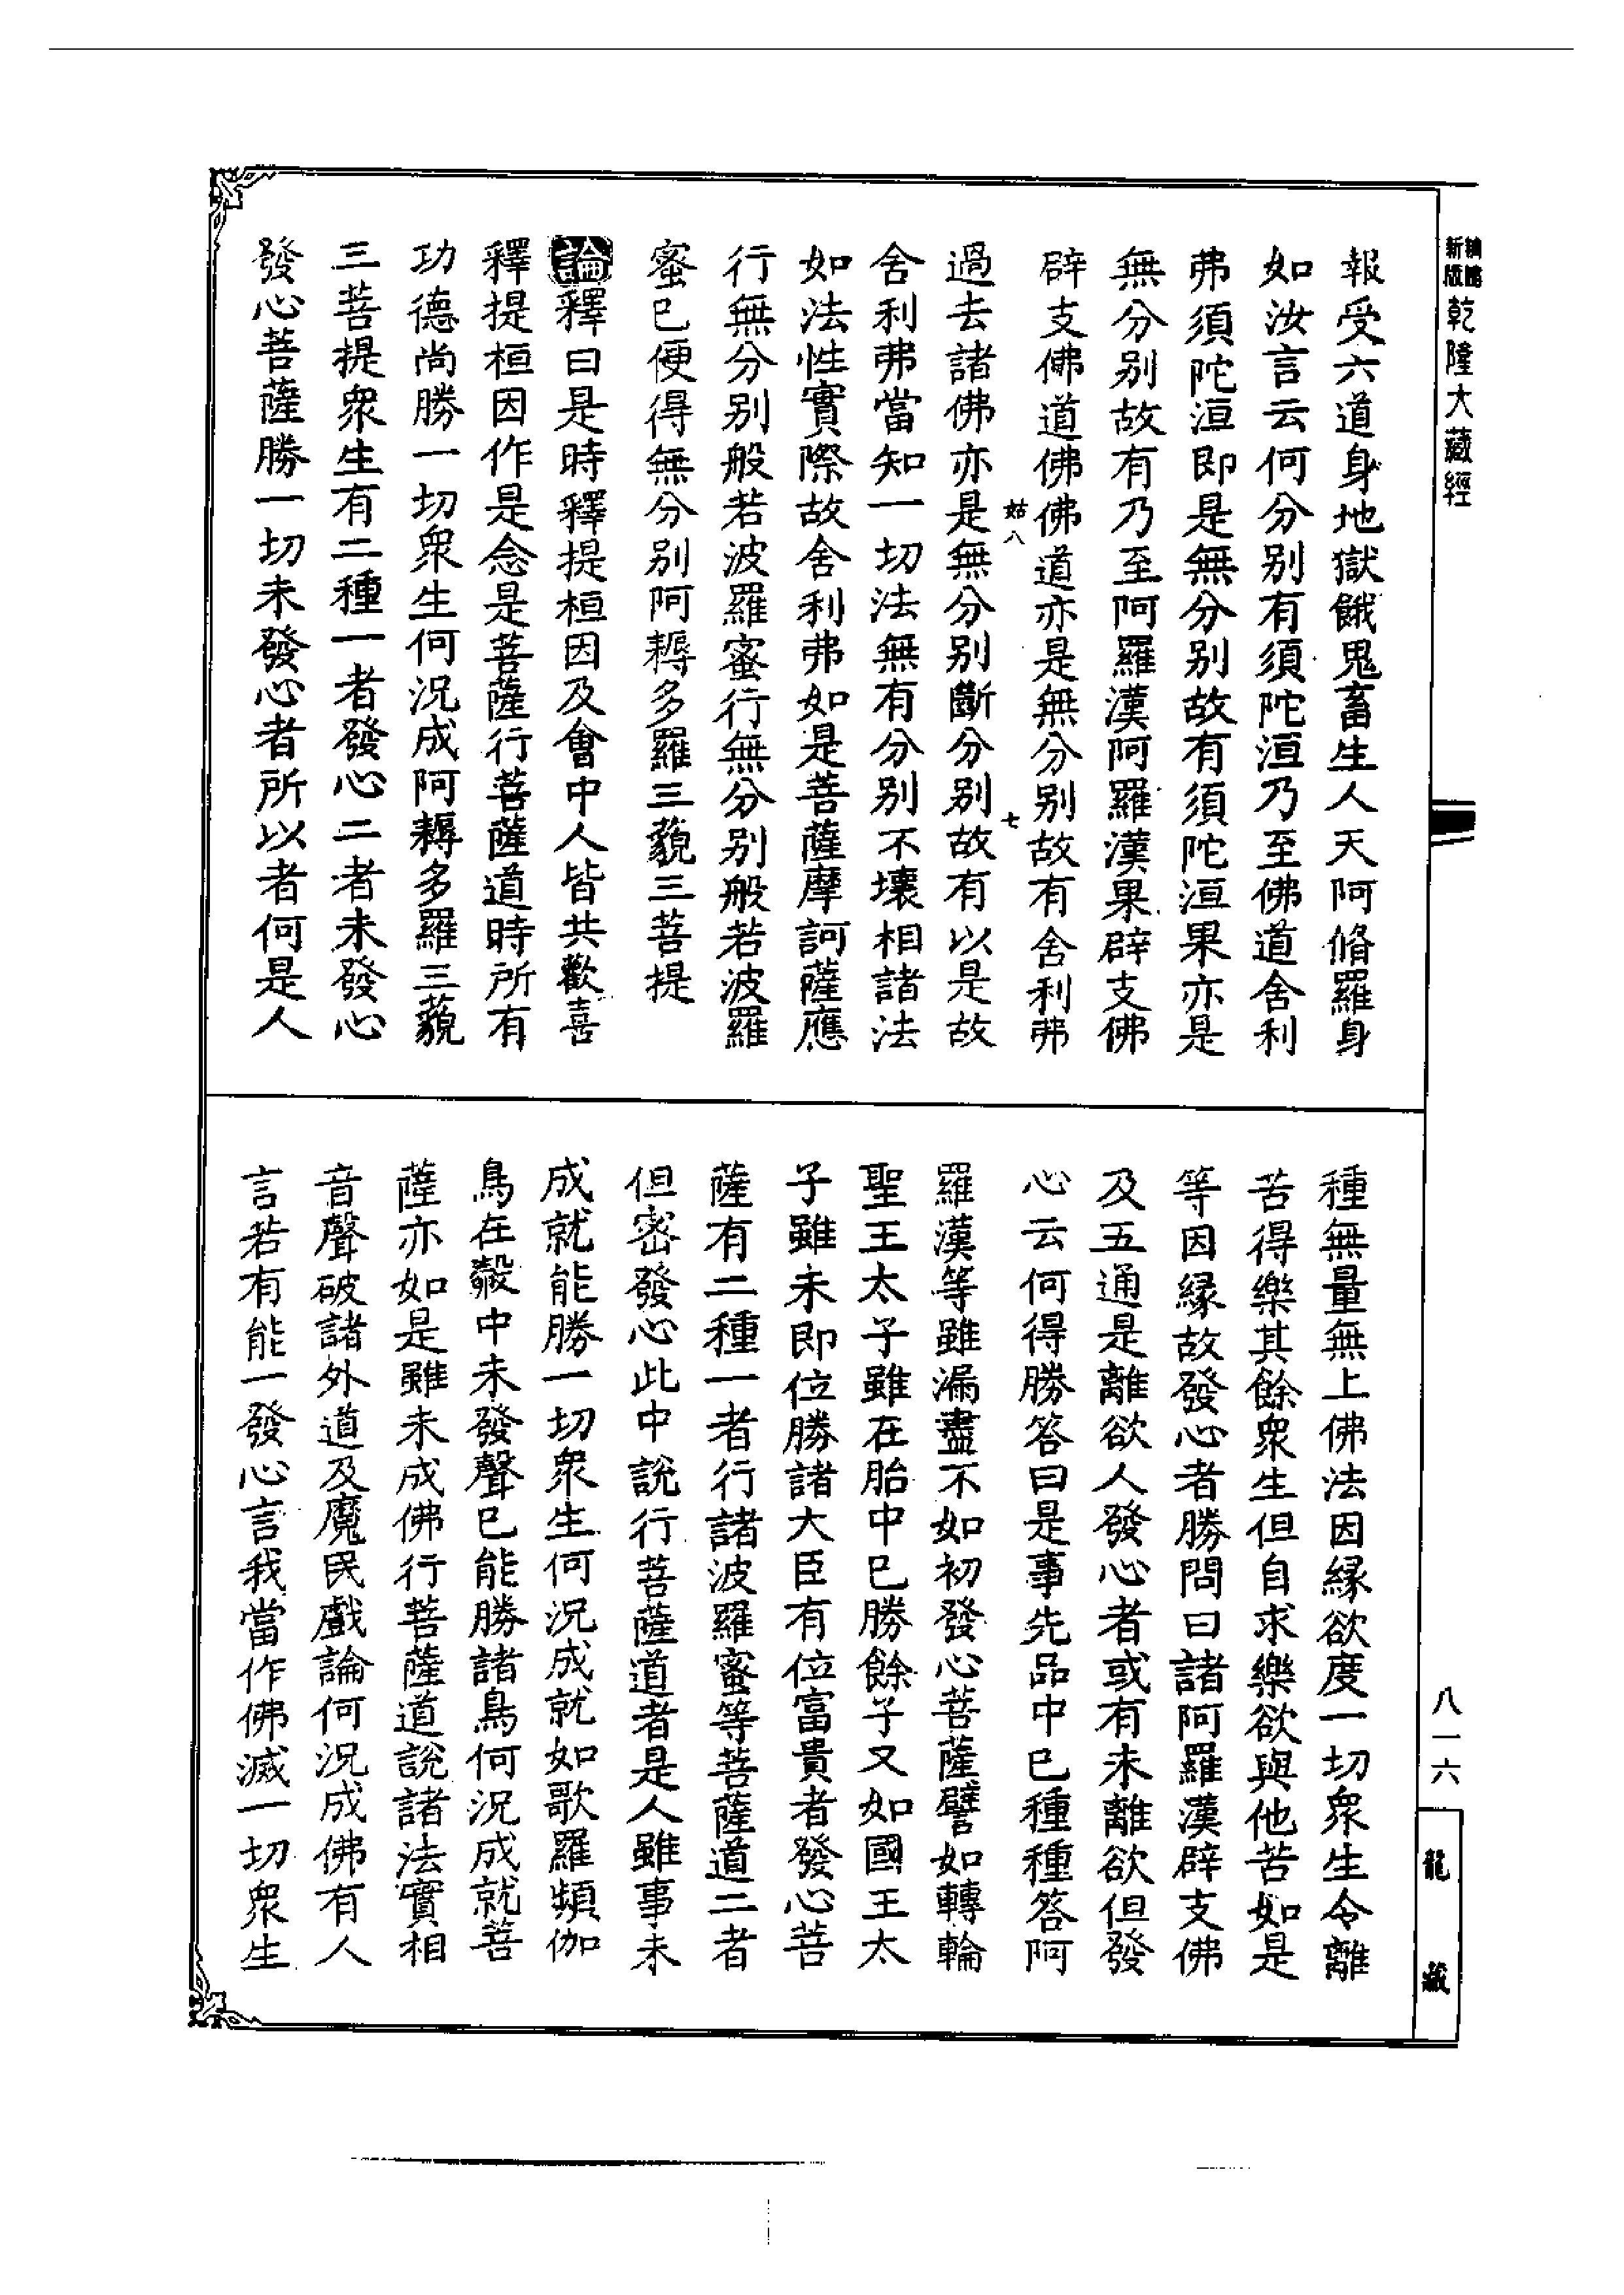 新版
乾隆大藏經
報受六道身地獄餓鬼畜生人天阿脩羅身
如汝言云何分别有須陀洹乃至佛道舍利
弗須陀洹即是無分别故有須陀洹果亦是
無分别故有乃至阿羅漢阿羅漢果辟支佛
辟支佛道佛佛道亦是無分别故有舍利弗
姑八 七
過去諸佛亦是無分别斷分别故有以是故
舍利弗當知一切法無有分别不壞相諸法
如法性實際故舍利弗如是菩薩摩訶薩應
行無分别般若波羅蜜行無分别般若波羅
蜜已便得無分别阿耨多羅三藐三菩提
論釋曰是時釋提桓因及會中人皆共歡喜
釋提桓因作是念是菩薩行菩薩道時所有
功德尚勝一切衆生何況成阿耨多羅三藐
三菩提衆生有二種一者發心二者未發心
發心菩薩勝一切未發心者所以者何是人
種無量無上佛法因緣欲度一切衆生令離
苦得樂其餘衆生但自求樂欲與他苦如是
等因緣故發心者勝問曰諸阿羅漢辟支佛
及五通是離欲人發心者或有未離欲但發
心云何得勝答曰是事先品中已種種答阿
羅漢等雖漏盡不如初發心菩薩譬如轉輪
聖王太子雖在胎中已勝餘子又如國王太
子雖未即位勝諸大臣有位富貴者發心菩
薩有二種一者行諸波羅蜜等菩薩道二者
但密發心此中說行菩薩道者是人雖事未
成就能勝一切衆生何況成就如歌羅頻伽
鳥在㲉中未發聲已能勝諸鳥何況成就菩
薩亦如是雖未成佛行菩薩道說諸法實相
音聲破諸外道及魔民戲論何況成佛有人
言若有能一發心言我當作佛滅一切衆生
八一六
龍藏